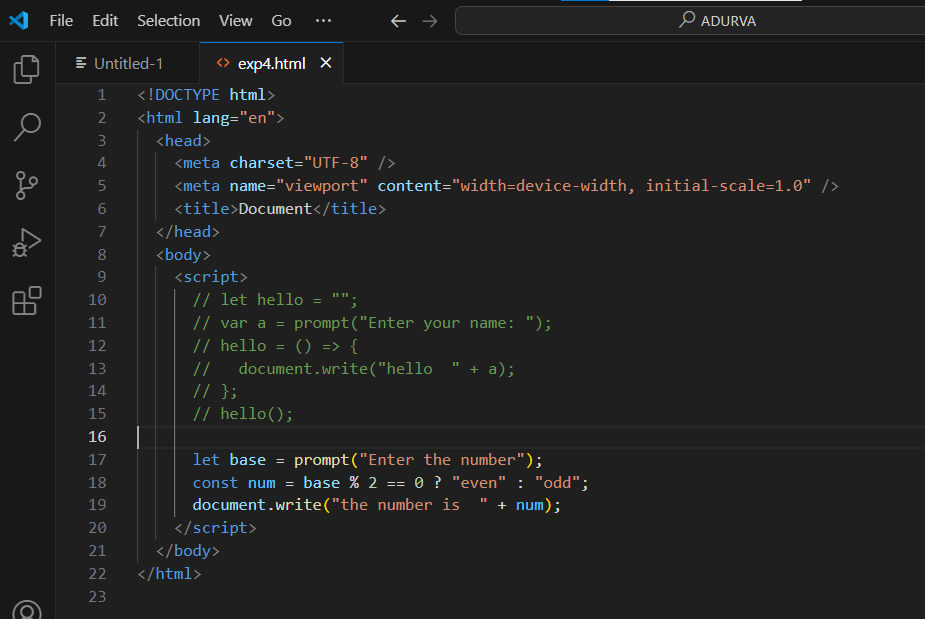 File Edit Selection View Go ··· ADURVA
Untitled-1 exp4.html
1 <!DOCTYPE html>
2 <html lang="en">
3   <head>
4     <meta charset="UTF-8" />
5     <meta name="viewport" content="width=device-width, initial-scale=1.0" />
6     <title>Document</title>
7   </head>
8   <body>
9     <script>
10       // let hello = "";
11       // var a = prompt("Enter your name: ");
12       // hello = () => {
13       //   document.write("hello  " + a);
14       // };
15       // hello();
16
17       let base = prompt("Enter the number");
18       const num = base % 2 == 0 ? "even" : "odd";
19       document.write("the number is  " + num);
20     </script>
21   </body>
22 </html>
23